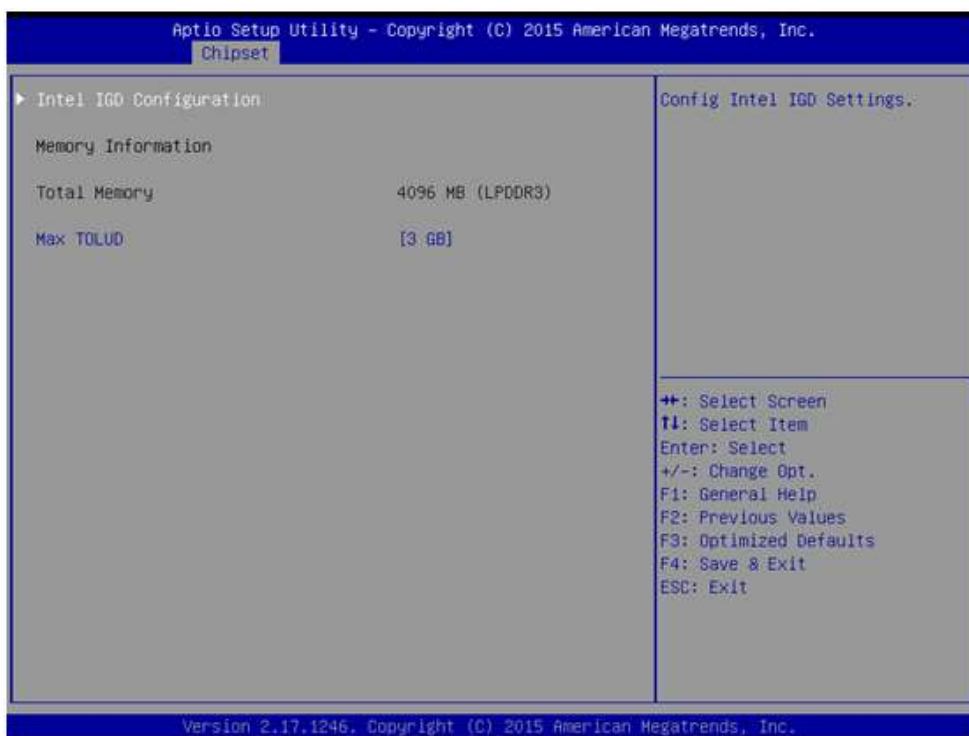 Aptio Setup Utility – Copyright (C) 2015 American Megatrends, Inc.
Chipset
Intel IGD Configuration
Memory Information
Total Memory 4096 MB (LPDDR3)
Max TOLUD [3 GB]
Config Intel IGD Settings.
→←: Select Screen
↑↓: Select Item
Enter: Select
+/-: Change Opt.
F1: General Help
F2: Previous Values
F3: Optimized Defaults
F4: Save & Exit
ESC: Exit
Version 2.17.1246. Copyright (C) 2015 American Megatrends, Inc.